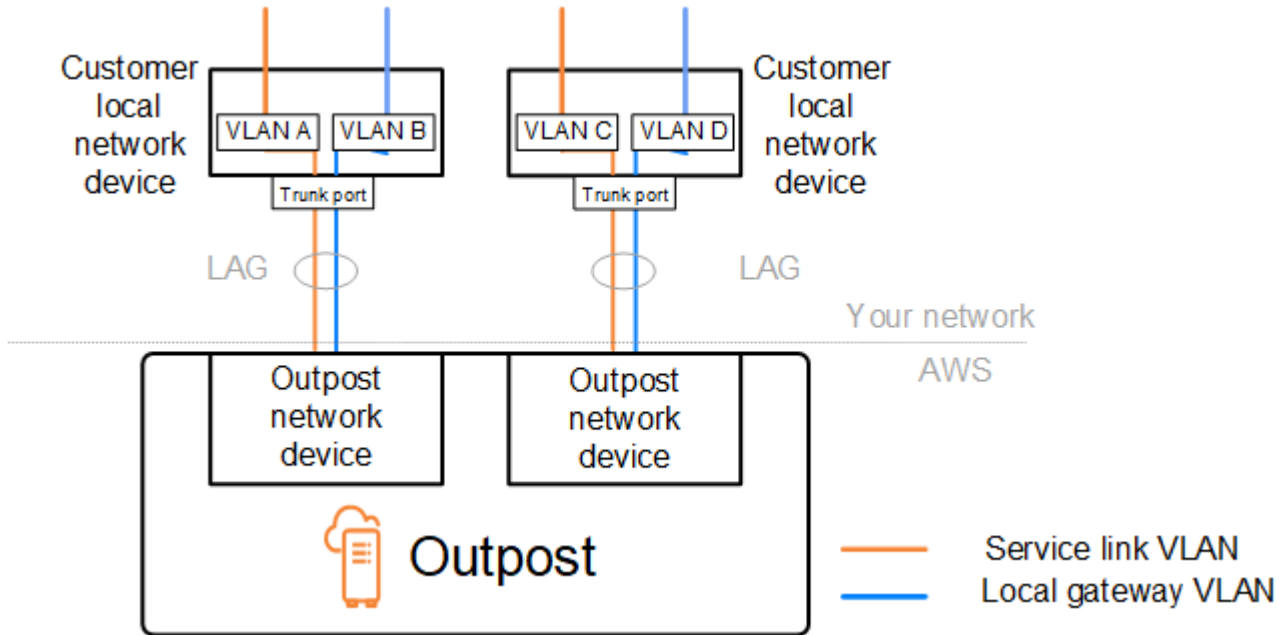 Customer
local
network
device
VLAN A
VLAN B
Trunk port
VLAN C
VLAN D
Trunk port
Customer
local
network
device
LAG
LAG
Your network
AWS
Outpost
network
device
Outpost
network
device
Outpost
Service link VLAN
Local gateway VLAN